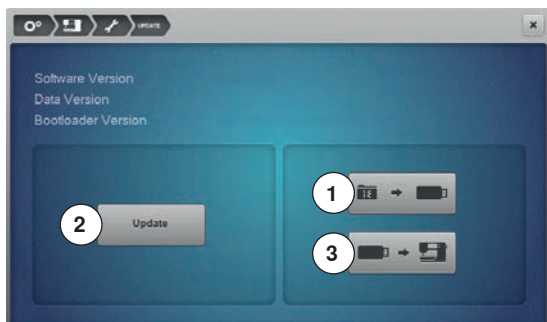 UPDATE
Software Version
Data Version
Bootloader Version
1
2 Update
3